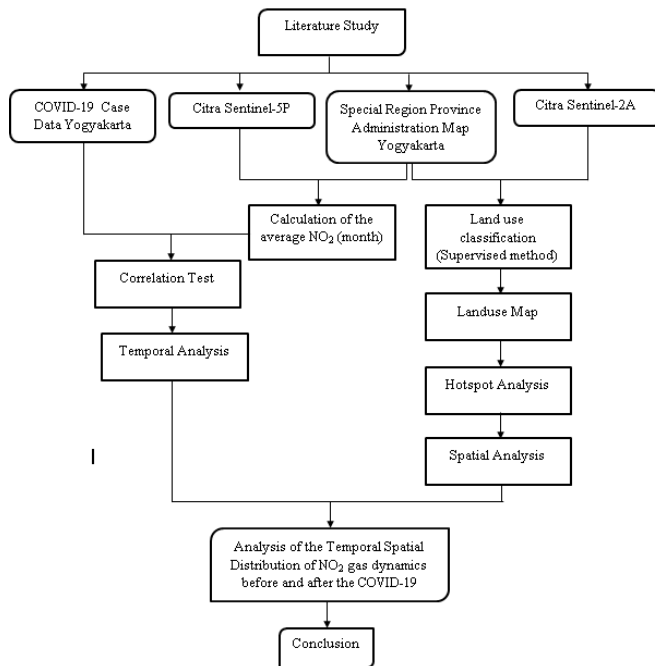 Literature Study
COVID-19 Case
Data Yogyakarta
Citra Sentinel-5P
Special Region Province
Administration Map
Yogyakarta
Citra Sentinel-2A
Calculation of the
average NO₂ (month)
Land use
classification
(Supervised method)
Correlation Test
Landuse Map
Temporal Analysis
Hotspot Analysis
Spatial Analysis
Analysis of the Temporal Spatial
Distribution of NO₂ gas dynamics
before and after the COVID-19
Conclusion